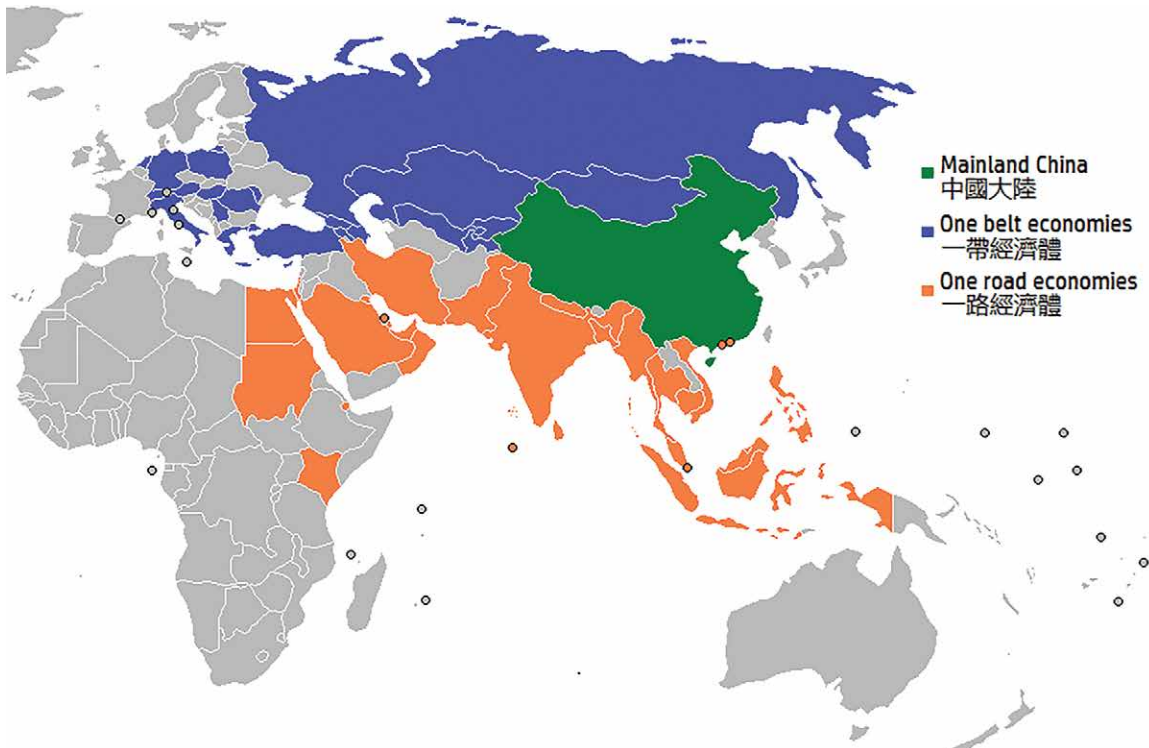 Mainland China
中國大陸
One belt economies
一帶經濟體
One road economies
一路經濟體